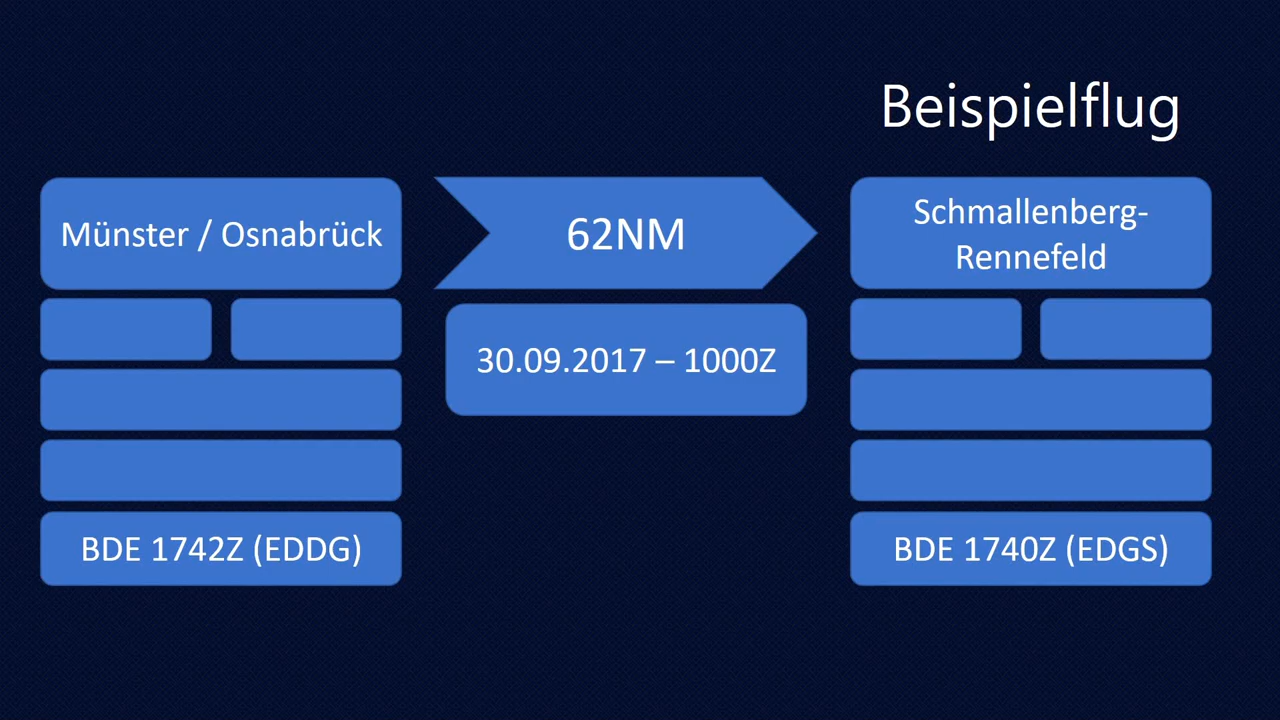 Beispielflug
Münster / Osnabrück
62NM
Schmallenberg-
Rennefeld
30.09.2017 – 1000Z
BDE 1742Z (EDDG)
BDE 1740Z (EDGS)